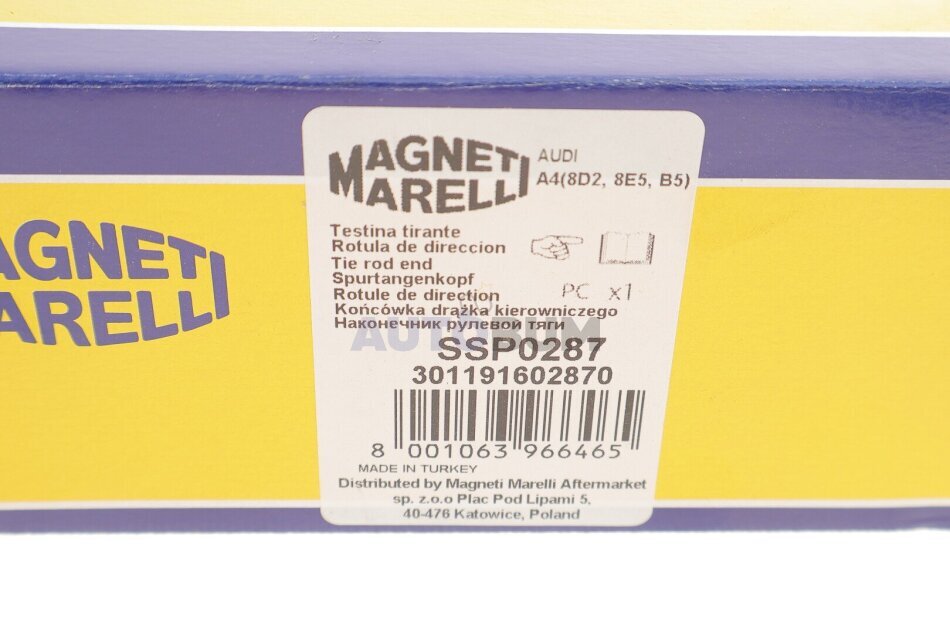 MAGNETI
MARELLI
MAGNETI
MARELLI
AUDI
A4(8D2, 8E5, B5)
Testina tirante
Rotula de direccion
Tie rod end
Spurtangenkopf
Rotule de direction
PC x1
Końcówka drążka kierowniczego
Наконечник рулевой тяги
AUTOBUM
SSP0287
301191602870
8 001063 966465
MADE IN TURKEY
Distributed by Magneti Marelli Aftermarket
sp. z.o.o Plac Pod Lipami 5,
40-476 Katowice, Poland